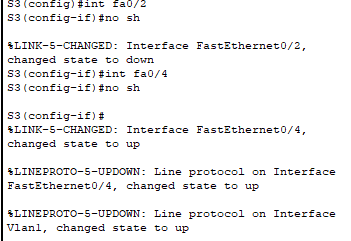 S3(config)#int fa0/2
S3(config-if)#no sh
%LINK-5-CHANGED: Interface FastEthernet0/2,
changed state to down
S3(config-if)#int fa0/4
S3(config-if)#no sh
S3(config-if)#
%LINK-5-CHANGED: Interface FastEthernet0/4,
changed state to up
%LINEPROTO-5-UPDOWN: Line protocol on Interface
FastEthernet0/4, changed state to up
%LINEPROTO-5-UPDOWN: Line protocol on Interface
Vlan1, changed state to up